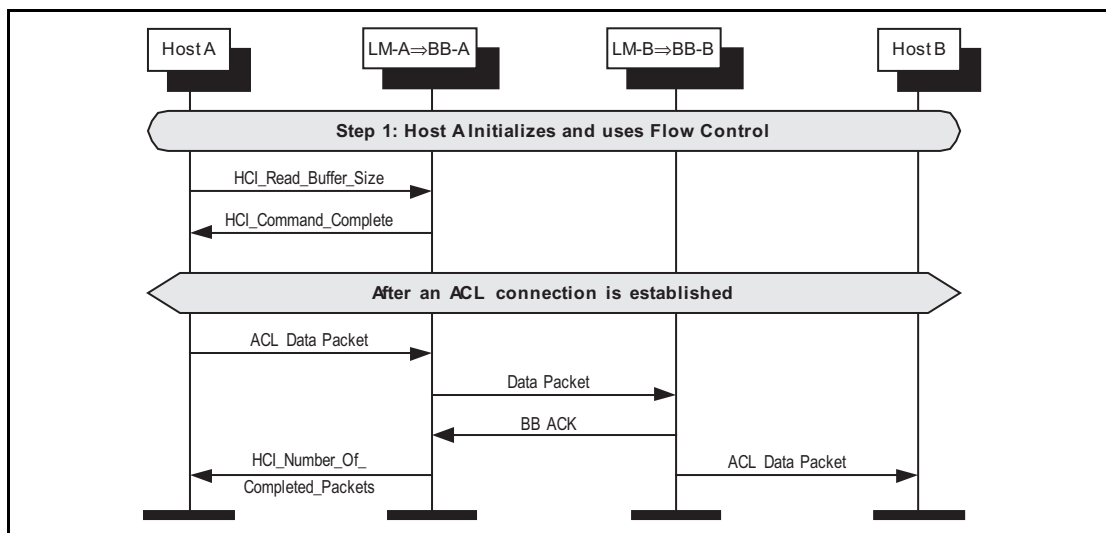 Host A
LM-A⇒BB-A
LM-B⇒BB-B
Host B
Step 1: Host A Initializes and uses Flow Control
HCI_Read_Buffer_Size
HCI_Command_Complete
After an ACL connection is established
ACL Data Packet
Data Packet
BB ACK
HCI_Number_Of_
Completed_Packets
ACL Data Packet